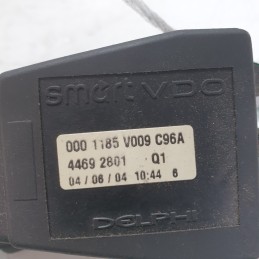 smart VDO
000 1185 V009 C96A
4469 2801 Q1
04 / 06 / 04 10:44 6
DELPHI